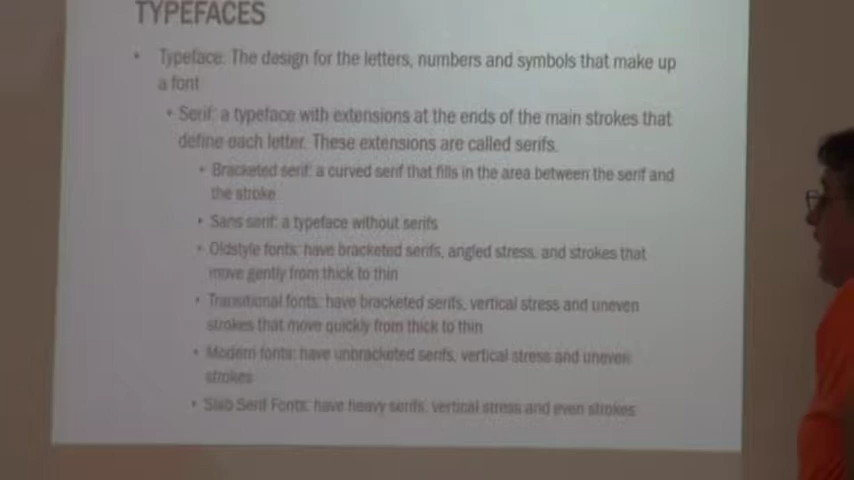 TYPEFACES
• Typeface: The design for the letters, numbers and symbols that make up
a font
• Serif: a typeface with extensions at the ends of the main strokes that
define each letter. These extensions are called serifs.
• Bracketed serif: a curved serif that fills in the area between the serif and
the stroke
• Sans serif: a typeface without serifs
• Oldstyle fonts: have bracketed serifs, angled stress, and strokes that
move gently from thick to thin
• Transitional fonts: have bracketed serifs, vertical stress and uneven
strokes that move quickly from thick to thin
• Modern fonts: have unbracketed serifs, vertical stress and uneven
strokes
• Slab Serif Fonts: have heavy serifs, vertical stress and even strokes